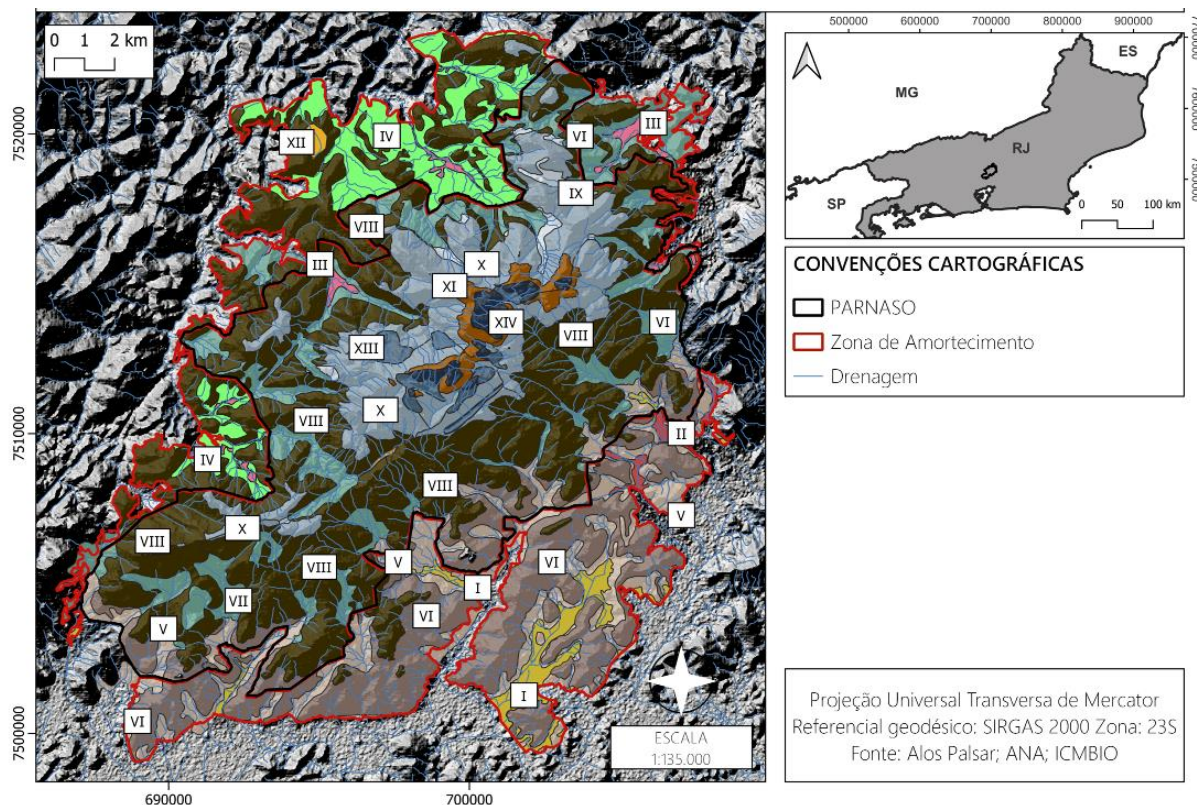 0 1 2 km
XII
IV
VI
III
IX
VIII
III
X
XI
XIV
VIII
VI
XIII
X
VIII
II
IV
VIII
V
VIII
X
VIII
V
VI
I
VII
VI
V
I
VI
ESCALA
1:135.000
7520000
7510000
7500000
690000
700000
500000
600000
700000
800000
900000
MG
ES
RJ
SP
0 50 100 km
CONVENÇÕES CARTOGRÁFICAS
PARNASO
Zona de Amortecimento
Drenagem
Projeção Universal Transversa de Mercator
Referencial geodésico: SIRGAS 2000 Zona: 23S
Fonte: Alos Palsar; ANA; ICMBIO